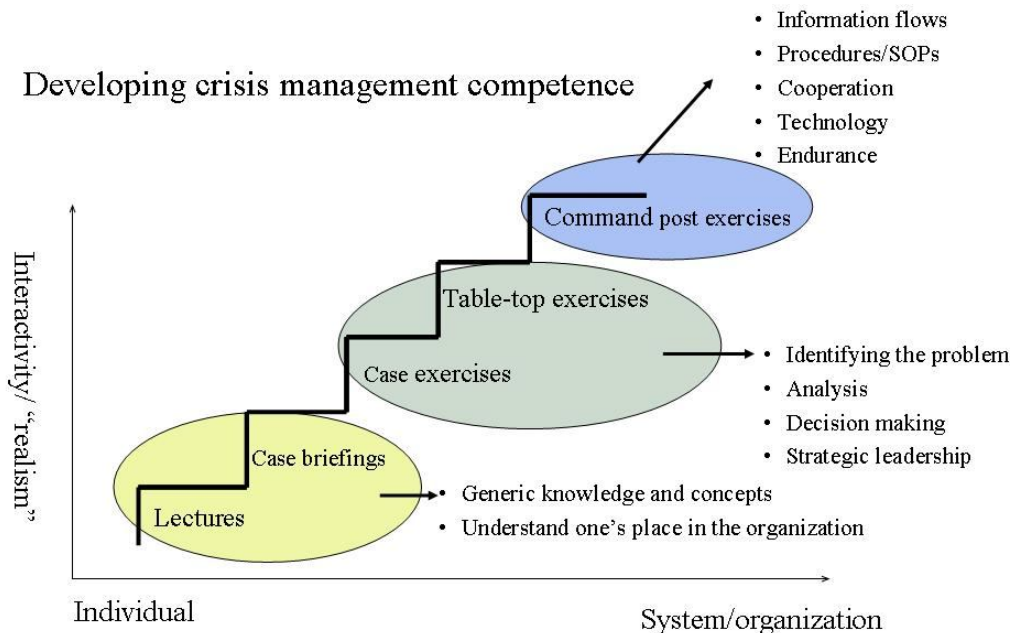 Developing crisis management competence
• Information flows
• Procedures/SOPs
• Cooperation
• Technology
• Endurance
Command post exercises
Table-top exercises
Case exercises
• Identifying the problem
• Analysis
• Decision making
• Strategic leadership
Case briefings
Lectures
• Generic knowledge and concepts
• Understand one’s place in the organization
Interactivity/ “realism”
Individual
System/organization